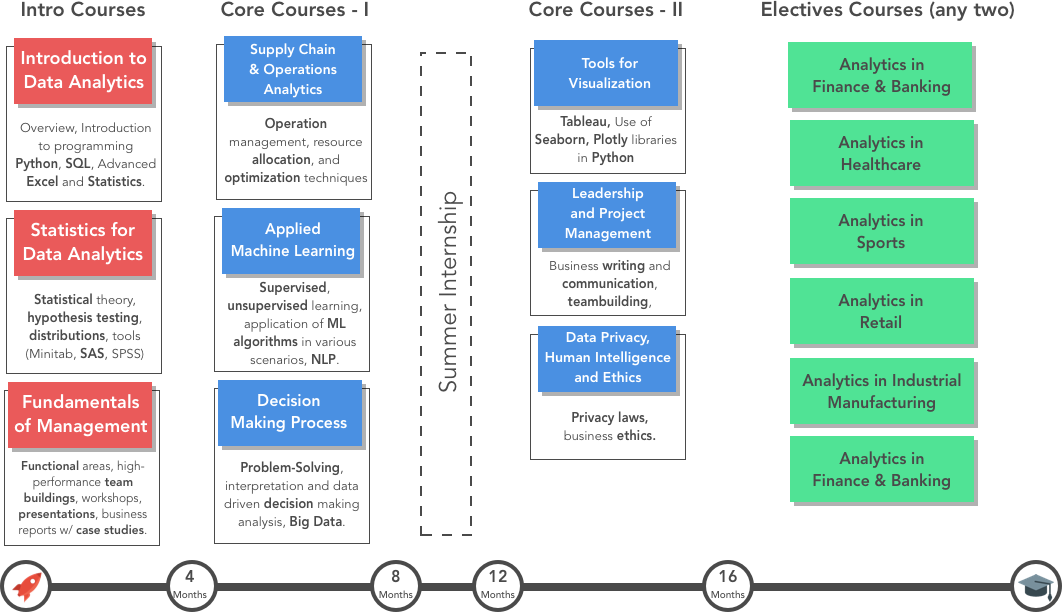 Intro Courses
Introduction to
Data Analytics
Overview, Introduction
to programming
Python, SQL, Advanced
Excel and Statistics.
Statistics for
Data Analytics
Statistical theory,
hypothesis testing,
distributions, tools
(Minitab, SAS, SPSS)
Fundamentals
of Management
Functional areas, high-
performance team
buildings, workshops,
presentations, business
reports w/ case studies.
Core Courses - I
Supply Chain
& Operations
Analytics
Operation
management, resource
allocation, and
optimization techniques
Applied
Machine Learning
Supervised,
unsupervised learning,
application of ML
algorithms in various
scenarios, NLP.
Decision
Making Process
Problem-Solving,
interpretation and data
driven decision making
analysis, Big Data.
Summer Internship
Core Courses - II
Tools for
Visualization
Tableau, Use of
Seaborn, Plotly libraries
in Python
Leadership
and Project
Management
Business writing and
communication,
teambuilding,
Data Privacy,
Human Intelligence
and Ethics
Privacy laws,
business ethics.
Electives Courses (any two)
Analytics in
Finance & Banking
Analytics in
Healthcare
Analytics in
Sports
Analytics in
Retail
Analytics in Industrial
Manufacturing
Analytics in
Finance & Banking
4
Months
8
Months
12
Months
16
Months